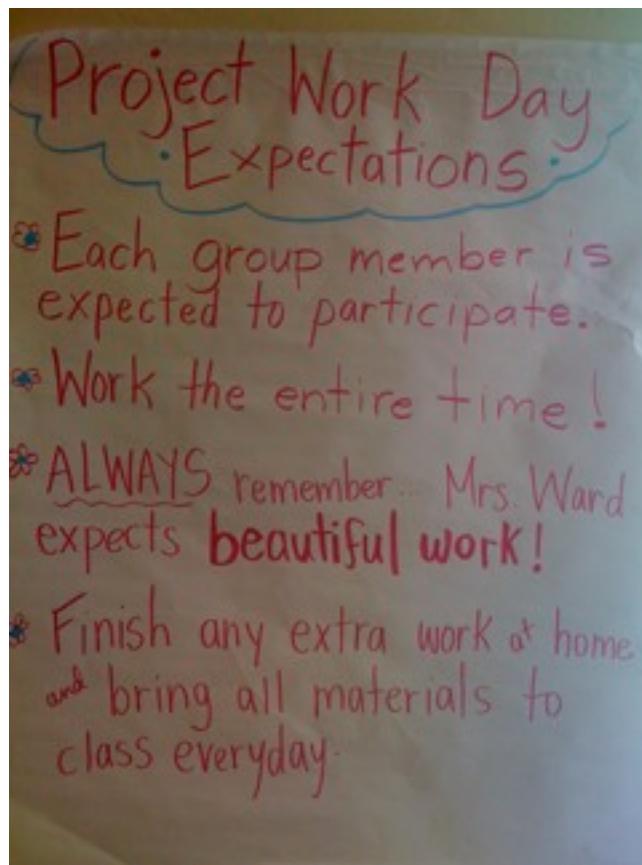 Project Work Day
• Expectations •
Each group member is
expected to participate.
Work the entire time!
ALWAYS remember... Mrs. Ward
expects beautiful work!
Finish any extra work at home
and bring all materials to
class everyday.